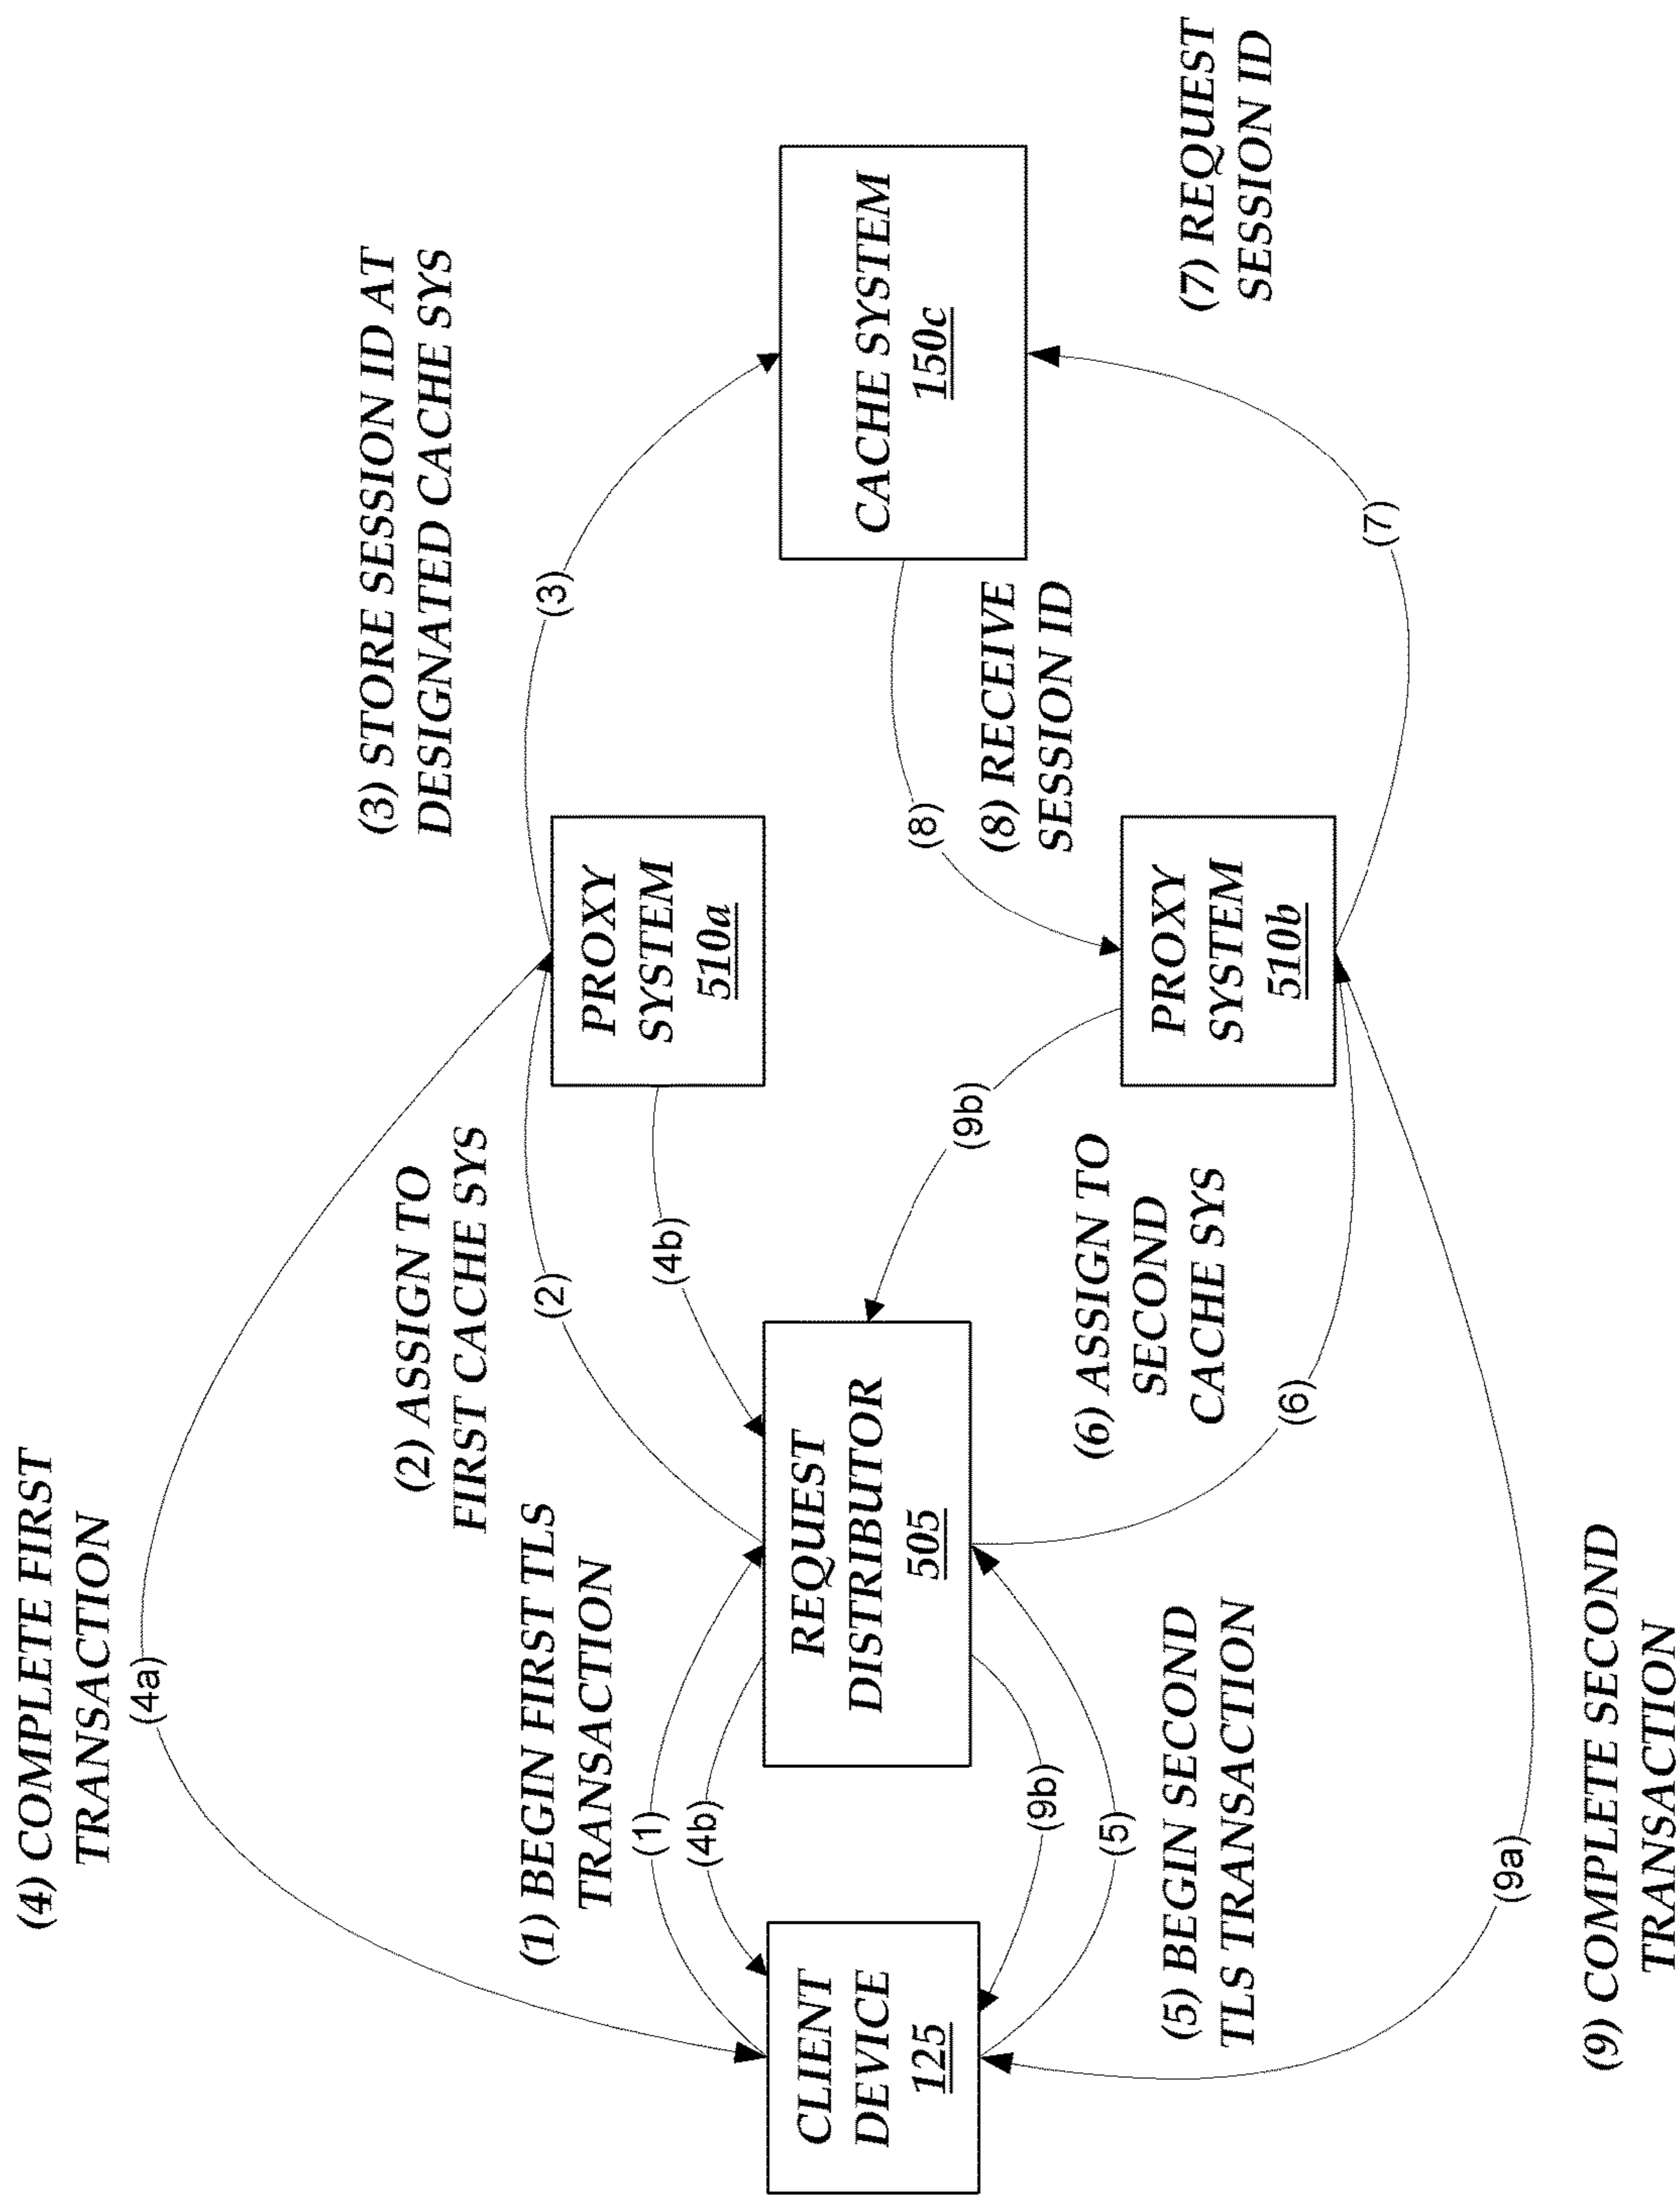 (4) COMPLETE FIRST
TRANSACTION
(4a)
(3) STORE SESSION ID AT
DESIGNATED CACHE SYS
(2) ASSIGN TO
FIRST CACHE SYS
(1) BEGIN FIRST TLS
TRANSACTION
(3)
(2)
(1)
(4b)
(4b)
CLIENT
DEVICE
125
REQUEST
DISTRIBUTOR
505
PROXY
SYSTEM
510a
CACHE SYSTEM
150c
(8)
(8) RECEIVE
SESSION ID
(9b)
(9b)
(5)
(6) ASSIGN TO
SECOND
CACHE SYS
(6)
PROXY
SYSTEM
510b
(7)
(7) REQUEST
SESSION ID
(5) BEGIN SECOND
TLS TRANSACTION
(9a)
(9) COMPLETE SECOND
TRANSACTION